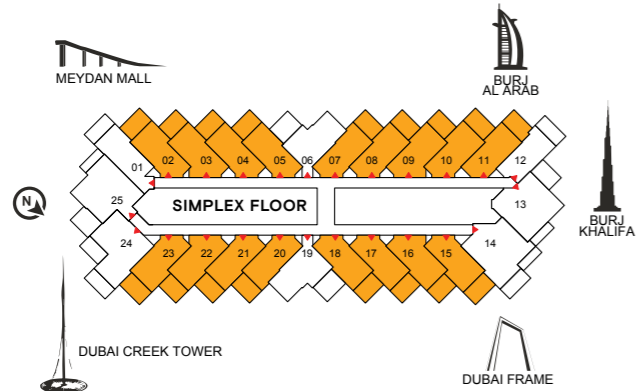 MEYDAN MALL
BURJ
AL ARAB
01
02
03
04
05
06
07
08
09
10
11
12
N
25
SIMPLEX FLOOR
13
BURJ
KHALIFA
24
23
22
21
20
19
18
17
16
15
14
DUBAI CREEK TOWER
DUBAI FRAME